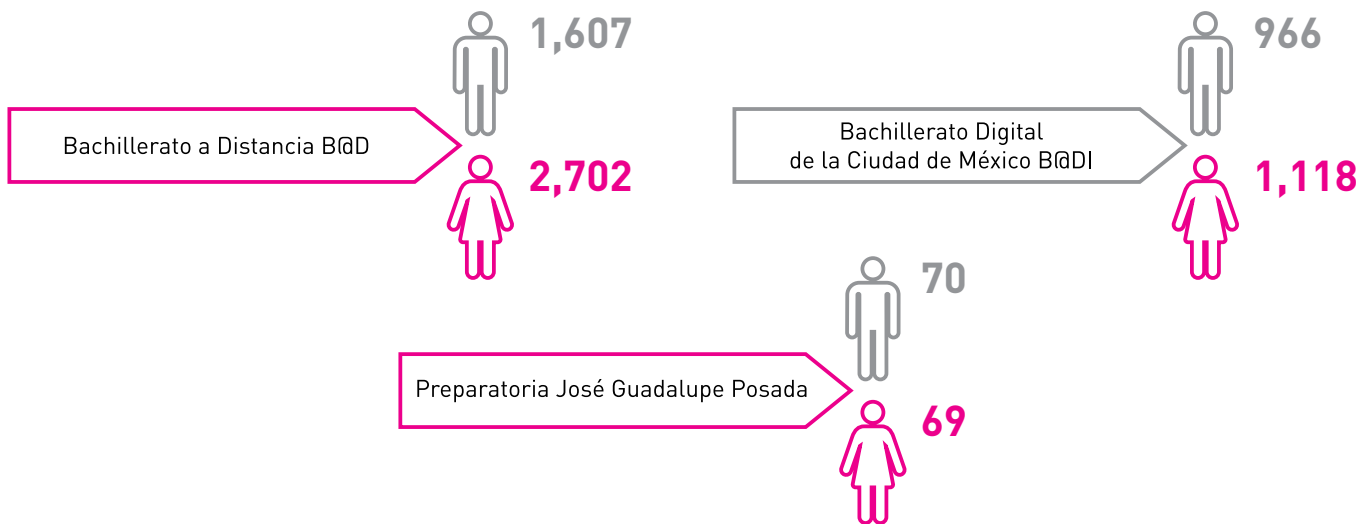 1,607
Bachillerato a Distancia B@D
2,702
966
Bachillerato Digital
de la Ciudad de México B@DI
1,118
70
Preparatoria José Guadalupe Posada
69